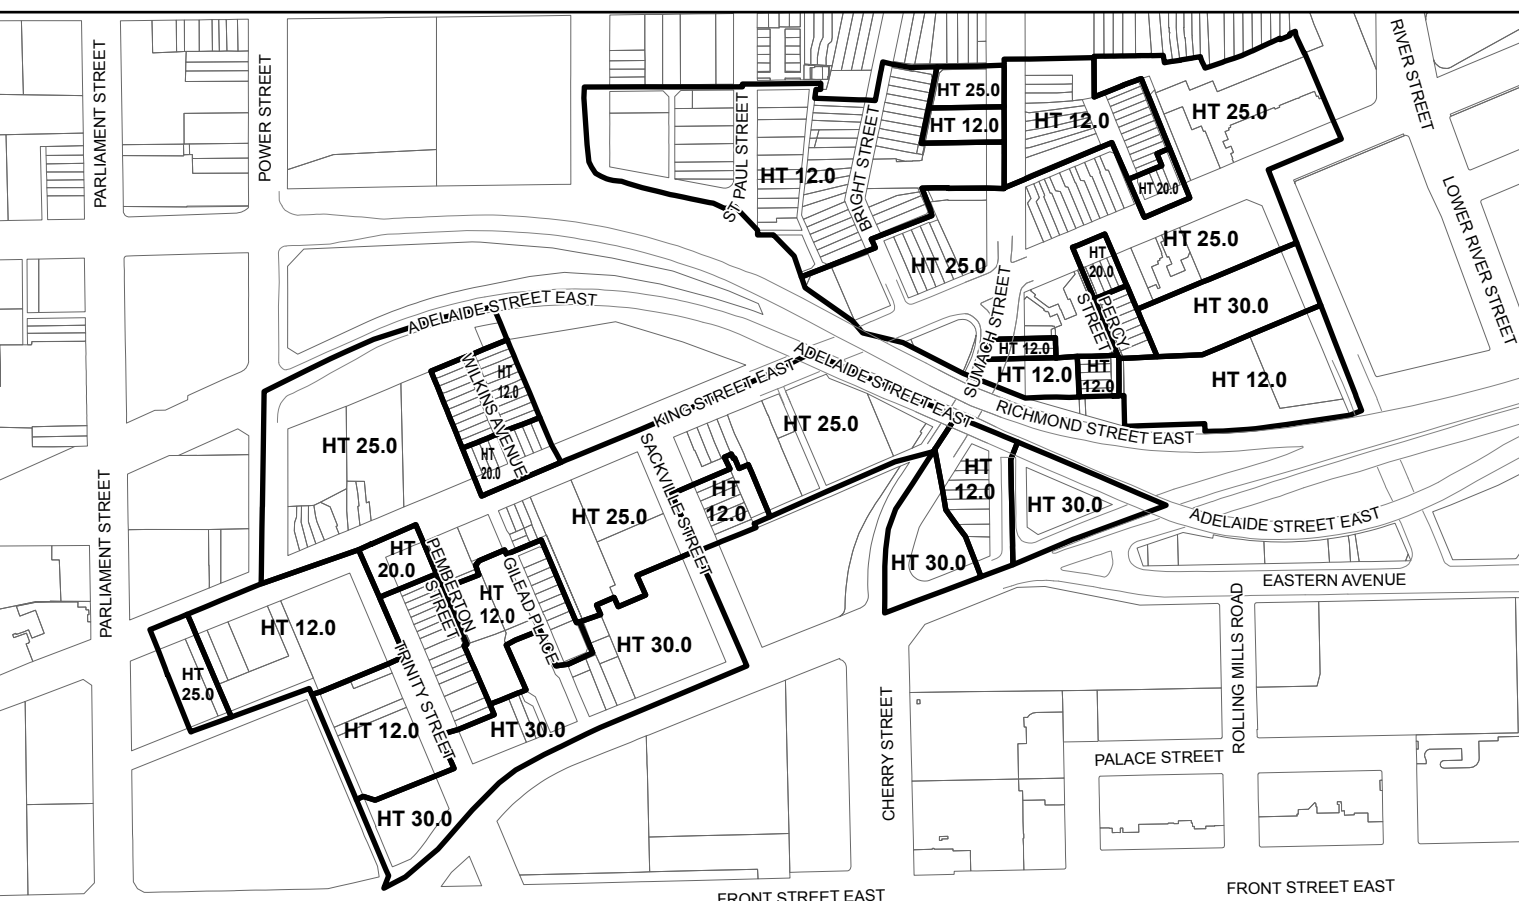 PARLIAMENT STREET
POWER STREET
RIVER STREET
HT 25.0
HT 12.0
HT 12.0
HT 25.0
ST PAUL STREET
BRIGHT STREET
HT 12.0
HT 20.0
LOWER RIVER STREET
HT 25.0
HT 25.0
HT
20.0
HT 30.0
PERCY
STREET
SUMACH STREET
ADELAIDE STREET EAST
ADELAIDE STREET EAST
HT 12.0
HT 12.0
HT
12.0
HT 12.0
WILKINS AVENUE
HT
12.0
KING STREET EAST
RICHMOND STREET EAST
HT 25.0
HT 25.0
HT
20.0
SACKVILLE STREET
HT
12.0
HT
12.0
HT 30.0
HT 25.0
ADELAIDE STREET EAST
PARLIAMENT STREET
HT
20.0
PEMBERTON
STREET
GILEAD PLACE
HT
12.0
HT 30.0
EASTERN AVENUE
HT 12.0
HT 30.0
ROLLING MILLS ROAD
HT
25.0
TRINITY STREET
HT 12.0
HT 30.0
CHERRY STREET
PALACE STREET
HT 30.0
FRONT STREET EAST
FRONT STREET EAST